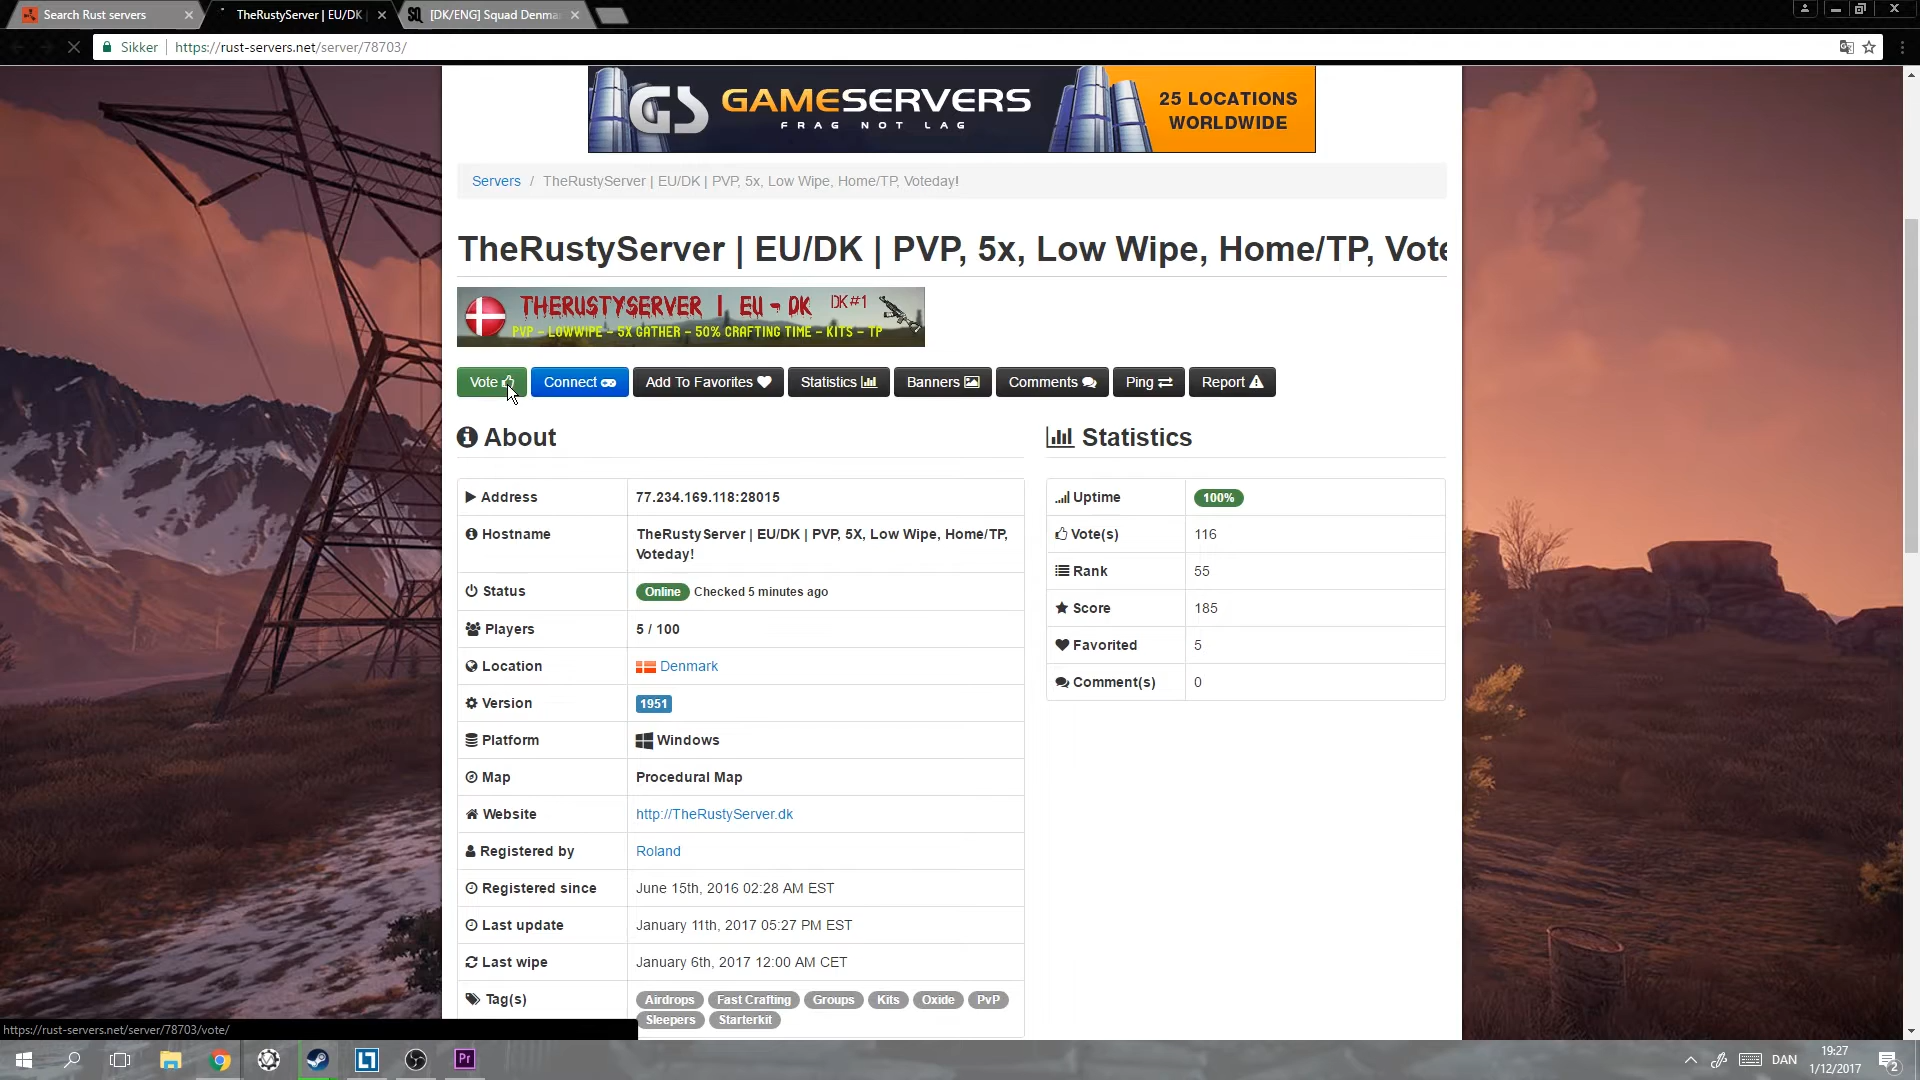 Search Rust servers
TheRustyServer | EU/DK |
[DK/ENG] Squad Denma
Sikker
https://rust-servers.net/server/78703/
GS GAMESERVERS
FRAG NOT LAG
25 LOCATIONS
WORLDWIDE
Servers / TheRustyServer | EU/DK | PVP, 5x, Low Wipe, Home/TP, Voteday!
TheRustyServer | EU/DK | PVP, 5x, Low Wipe, Home/TP, Vote
THERUSTYSERVER | EU - DK DK#1
PVP - LOWWIPE - 5X GATHER - 50% CRAFTING TIME - KITS - TP
Vote Connect Add To Favorites Statistics Banners Comments Ping Report
About
Address 77.234.169.118:28015
Hostname TheRustyServer | EU/DK | PVP, 5X, Low Wipe, Home/TP,
Voteday!
Status Online Checked 5 minutes ago
Players 5 / 100
Location Denmark
Version 1951
Platform Windows
Map Procedural Map
Website http://TheRustyServer.dk
Registered by Roland
Registered since June 15th, 2016 02:28 AM EST
Last update January 11th, 2017 05:27 PM EST
Last wipe January 6th, 2017 12:00 AM CET
Tag(s) Airdrops Fast Crafting Groups Kits Oxide PvP
Sleepers Starterkit
Statistics
Uptime 100%
Vote(s) 116
Rank 55
Score 185
Favorited 5
Comment(s) 0
https://rust-servers.net/server/78703/vote/
Pr
DAN
19:27
1/12/2017
2